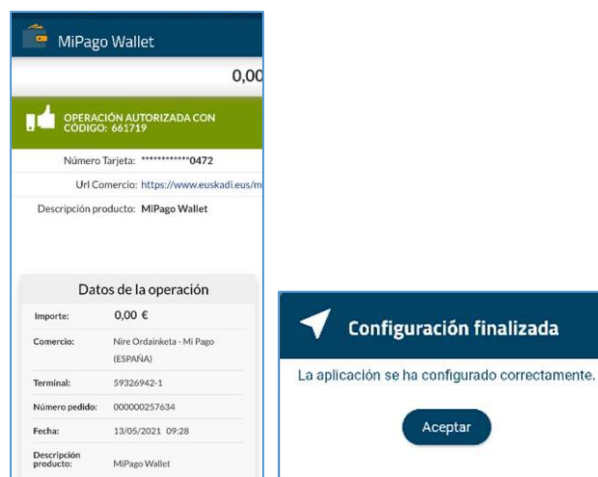 MiPago Wallet
0,00
OPERACIÓN AUTORIZADA CON
CÓDIGO: 661719
Número Tarjeta: ************0472
Url Comercio: https://www.euskadi.eus/m
Descripción producto: MiPago Wallet
Datos de la operación
Importe: 0,00 €
Comercio: Nire Ordainketa - Mi Pago
(ESPAÑA)
Terminal: 59326942-1
Número pedido: 000000257634
Fecha: 13/05/2021 09:28
Descripción
producto: MiPago Wallet
Configuración finalizada
La aplicación se ha configurado correctamente.
Aceptar